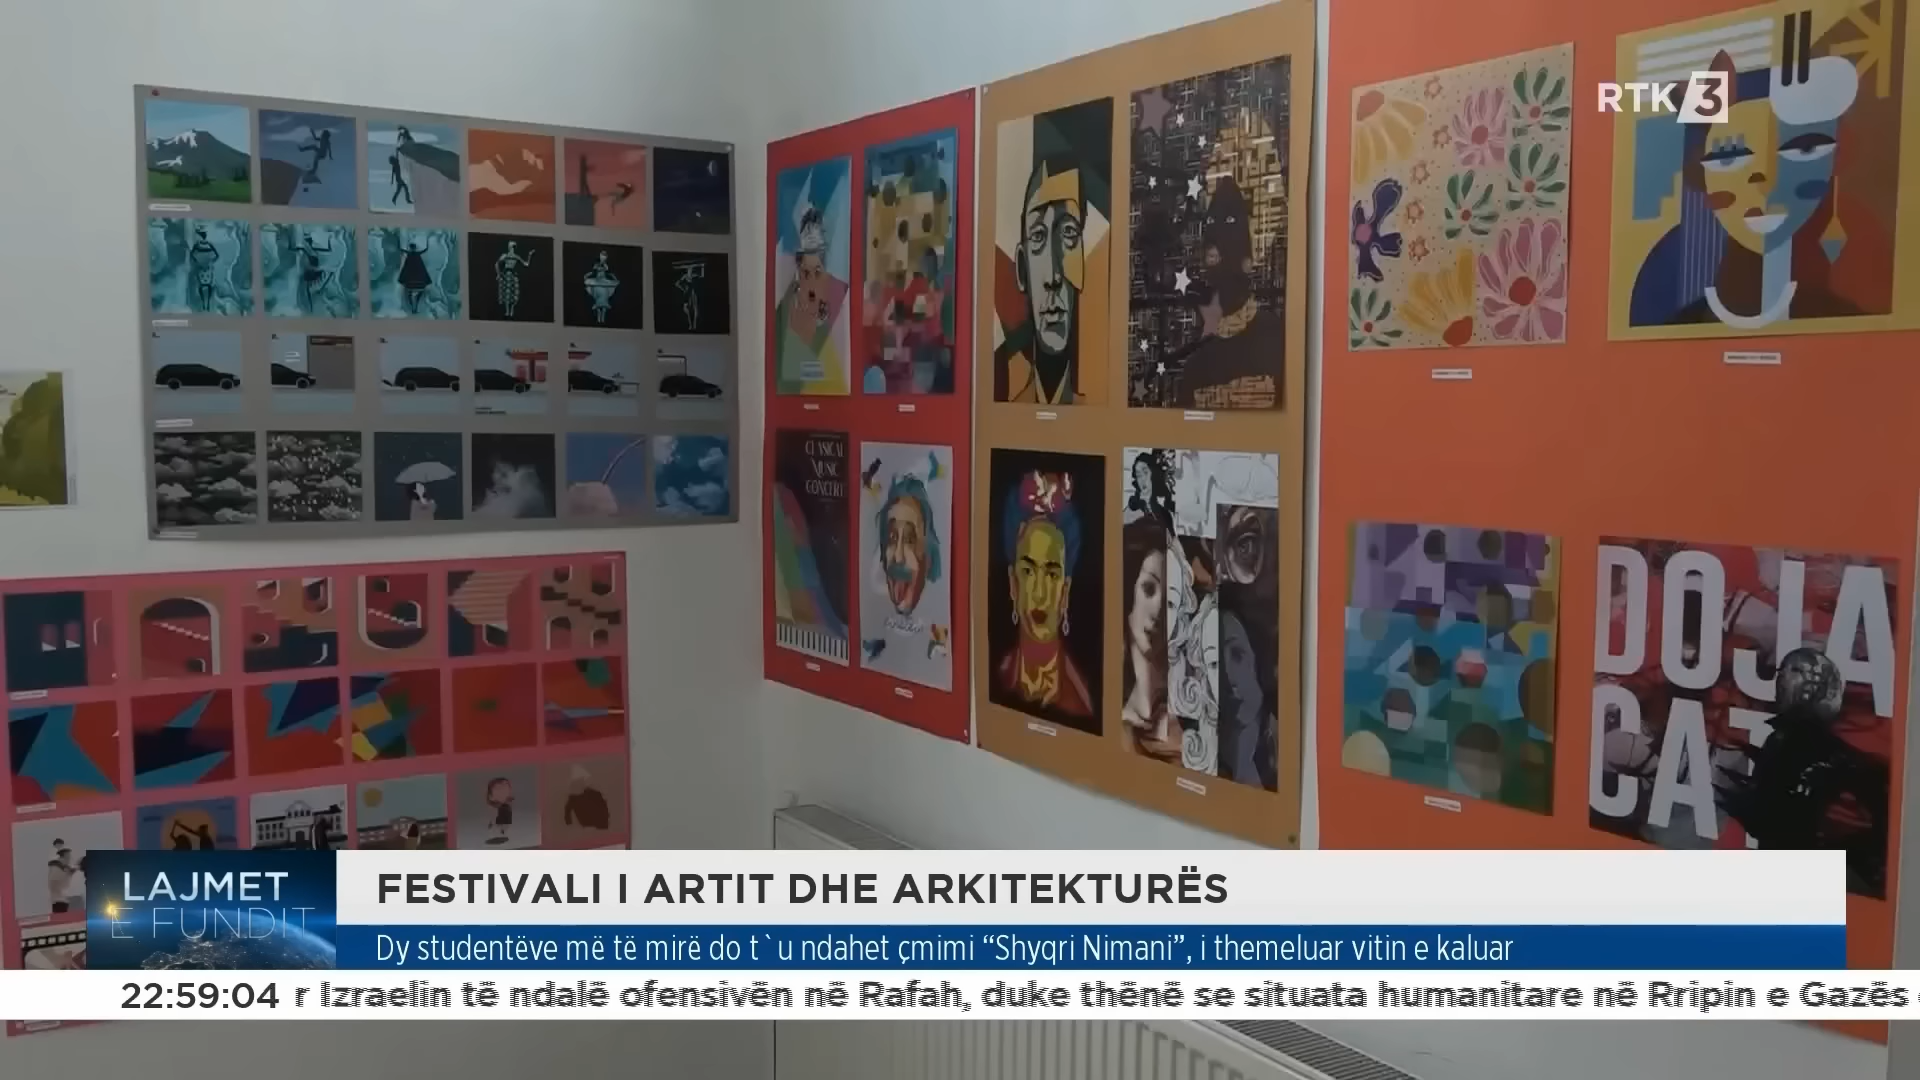 RTK 3
CLASICAL
MUSIC
CONCERT
DOJA
CAT
LAJMET
E FUNDIT
FESTIVALI I ARTIT DHE ARKITEKTURËS
Dy studentëve më të mirë do t`u ndahet çmimi “Shyqri Nimani”, i themeluar vitin e kaluar
22:59:04 r Izraelin të ndalë ofensivën në Rafah, duke thënë se situata humanitare në Rripin e Gazës